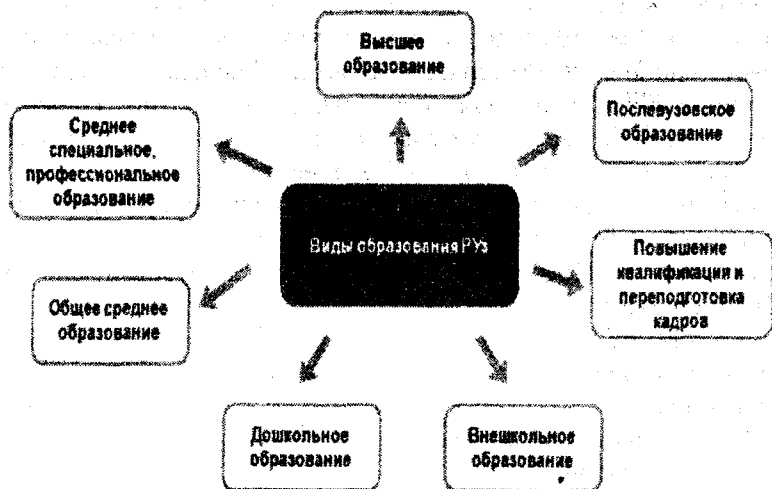 Высшее
образование
Послевузовское
образование
Среднее
специальное,
профессиональное
образование
Виды образования РУз
Повышение
квалификации и
переподготовка
кадров
Общее среднее
образование
Дошкольное
образование
Внешкольное
образование